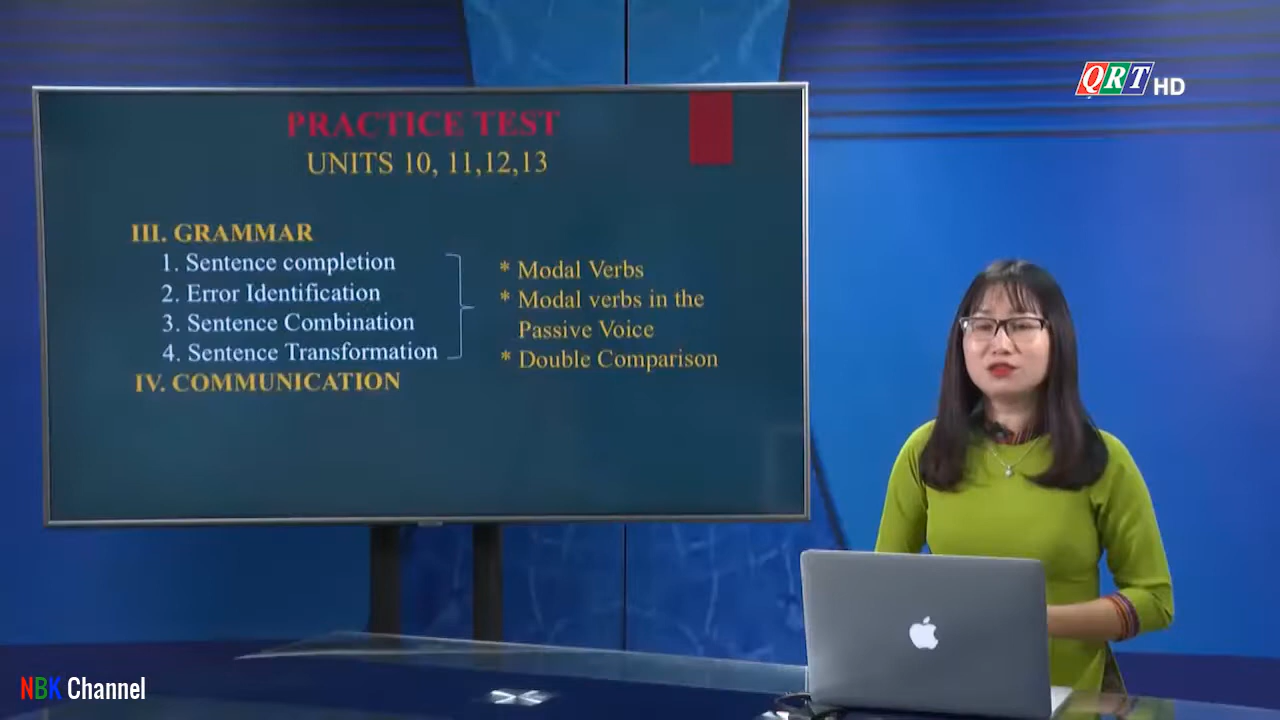 PRACTICE TEST
UNITS 10, 11,12,13
III. GRAMMAR
1. Sentence completion
2. Error Identification
3. Sentence Combination
4. Sentence Transformation
* Modal Verbs
* Modal verbs in the
Passive Voice
* Double Comparison
IV. COMMUNICATION
QRT HD
NBK Channel